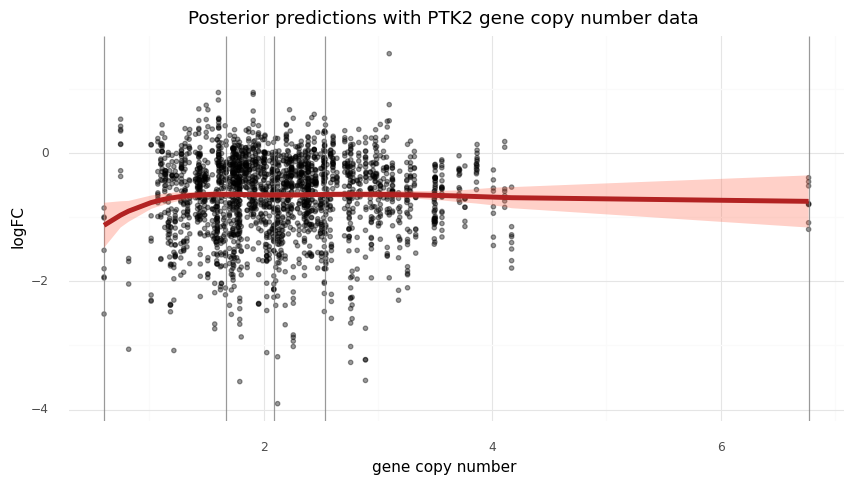 Posterior predictions with PTK2 gene copy number data
logFC
0
−2
−4
2
4
6
gene copy number